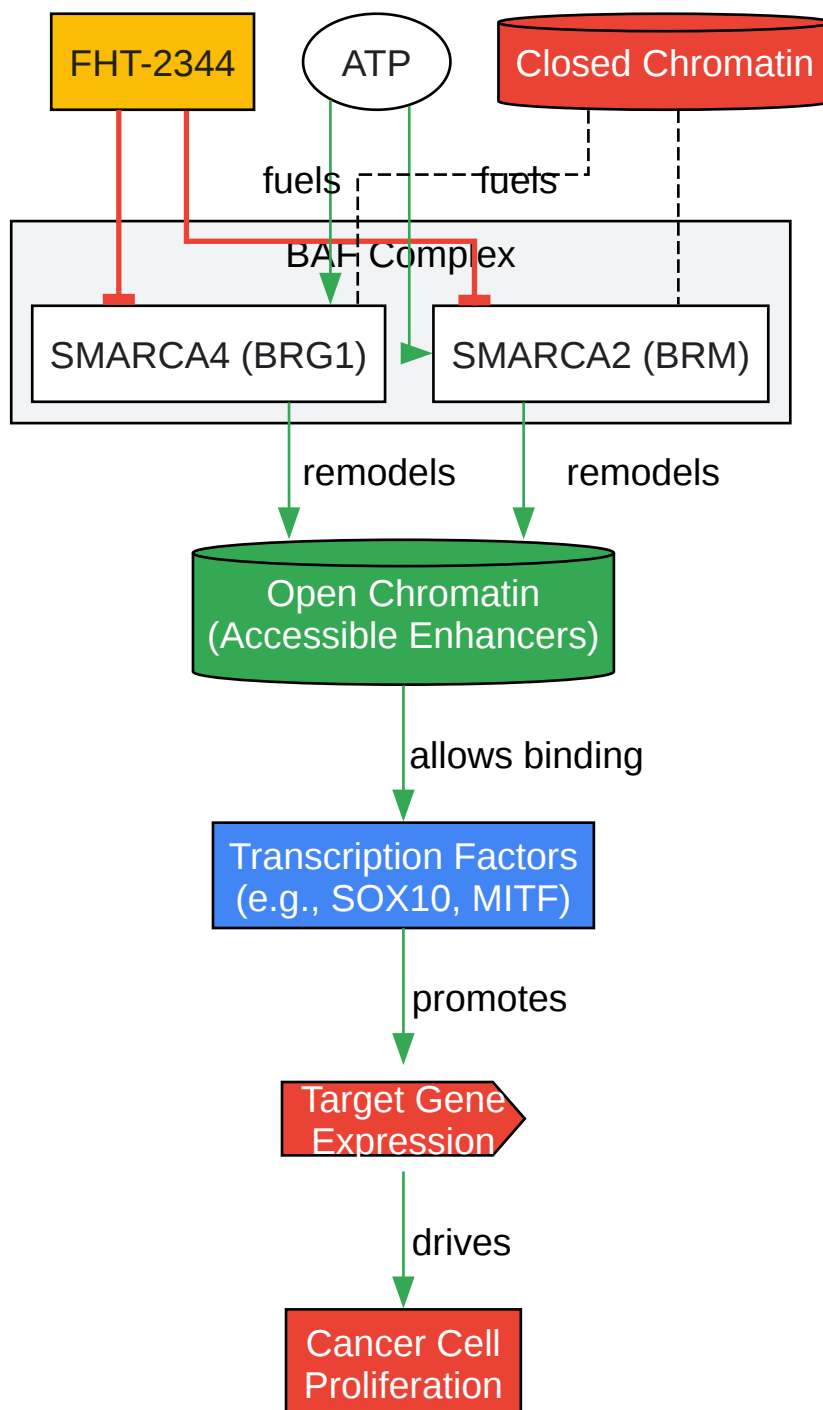 FHT-2344
ATP
Closed Chromatin
fuels
fuels
BAF Complex
SMARCA4 (BRG1)
SMARCA2 (BRM)
remodels
remodels
Open Chromatin
(Accessible Enhancers)
allows binding
Transcription Factors
(e.g., SOX10, MITF)
promotes
Target Gene
Expression
drives
Cancer Cell
Proliferation